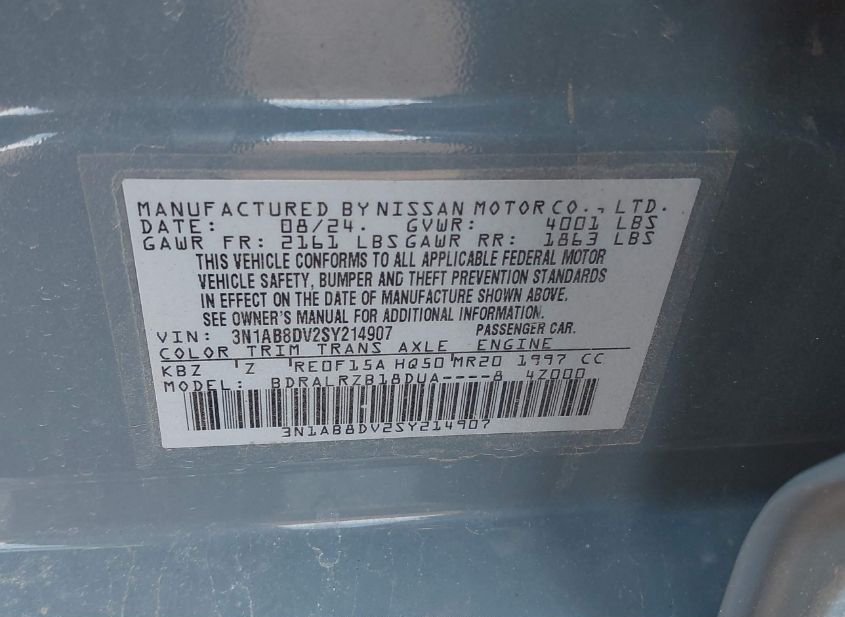 MANUFACTURED BY NISSAN MOTOR CO., LTD.
DATE: 08/24. GVWR: 4001 LBS
GAWR FR: 2161 LBS GAWR RR: 1863 LBS
THIS VEHICLE CONFORMS TO ALL APPLICABLE FEDERAL MOTOR
VEHICLE SAFETY, BUMPER AND THEFT PREVENTION STANDARDS
IN EFFECT ON THE DATE OF MANUFACTURE SHOWN ABOVE.
SEE OWNER'S MANUAL FOR ADDITIONAL INFORMATION.
VIN: 3N1AB8DV2SY214907 PASSENGER CAR.
COLOR TRIM TRANS AXLE ENGINE
KBZ Z RE0F15A HQ50 MR20 1997 CC
MODEL: BDRALRZB18DUA----8 4Z000
3N1AB8DV2SY214907